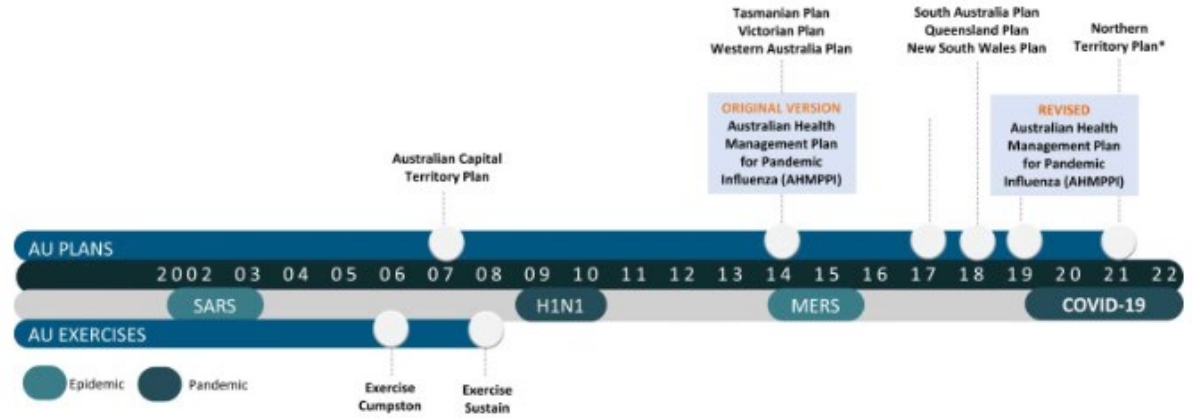 Tasmanian Plan
Victorian Plan
Western Australia Plan
South Australia Plan
Queensland Plan
New South Wales Plan
Northern
Territory Plan*
ORIGINAL VERSION
Australian Health
Management Plan
for Pandemic
Influenza (AHMPPI)
REVISED
Australian Health
Management Plan
for Pandemic
Influenza (AHMPPI)
Australian Capital
Territory Plan
AU PLANS
2002 03 04 05 06 07 08 09 10 11 12 13 14 15 16 17 18 19 20 21 22
SARS H1N1 MERS COVID-19
AU EXERCISES
Epidemic Pandemic
Exercise
Cumpston
Exercise
Sustain